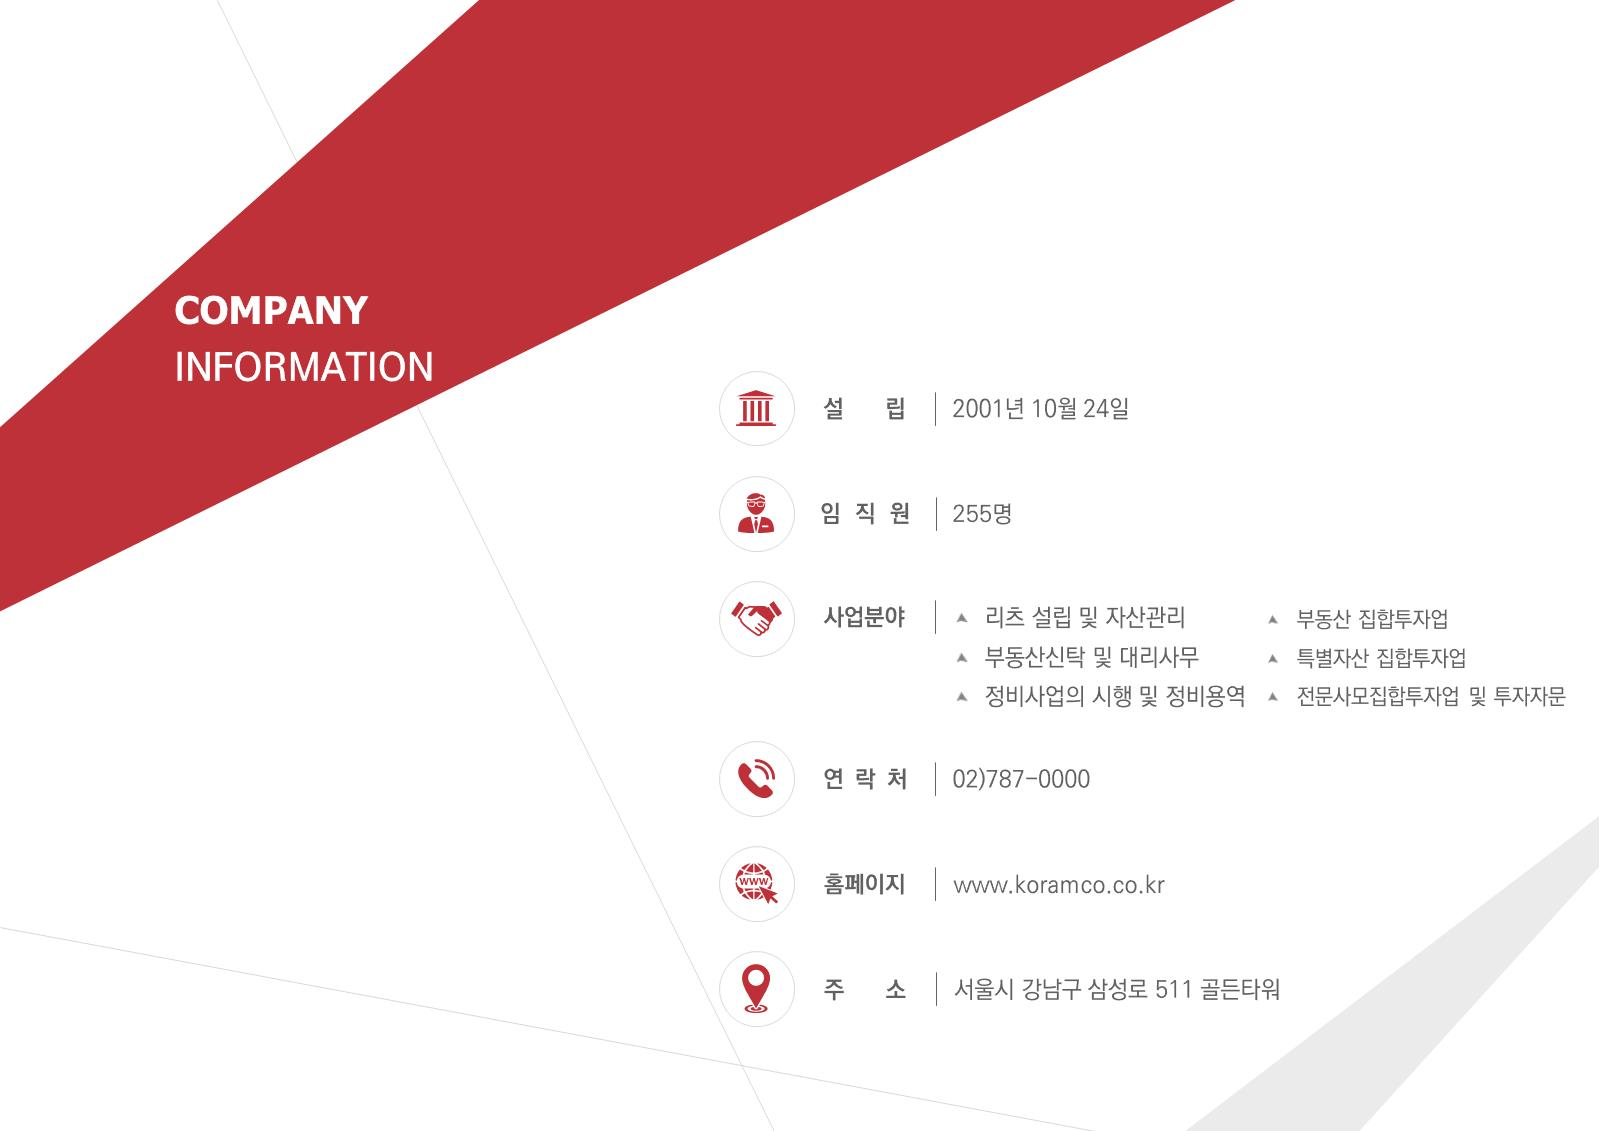 COMPANY
INFORMATION
설 립 2001년 10월 24일
임 직 원 255명
사업분야 ▲ 리츠 설립 및 자산관리 ▲ 부동산 집합투자업
▲ 부동산신탁 및 대리사무 ▲ 특별자산 집합투자업
▲ 정비사업의 시행 및 정비용역 ▲ 전문사모집합투자업 및 투자자문
연 락 처 02)787-0000
WWW
홈페이지 www.koramco.co.kr
주 소 서울시 강남구 삼성로 511 골든타워